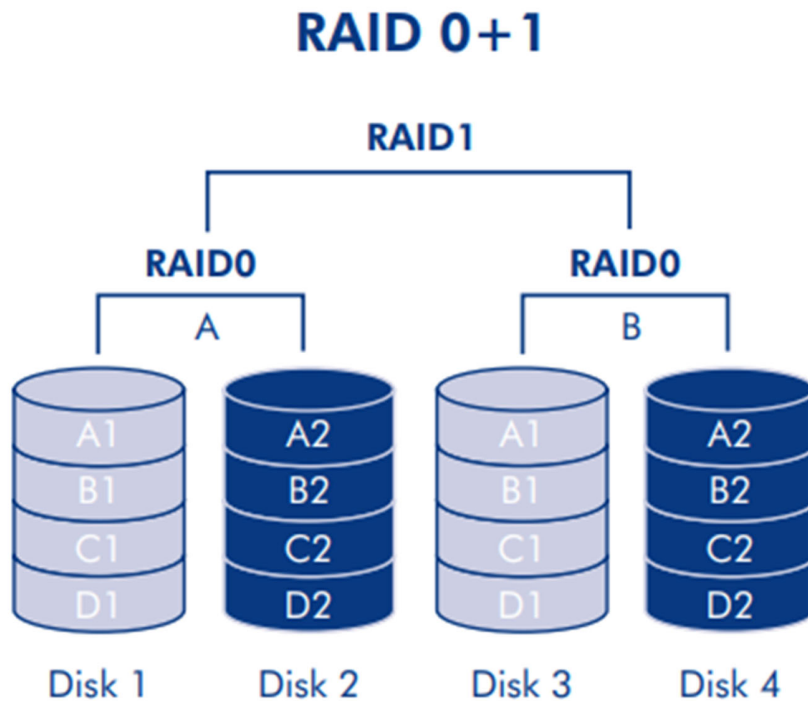 RAID 0+1
RAID1
RAID0 RAID0
A B
A1 A2 A1 A2
B1 B2 B1 B2
C1 C2 C1 C2
D1 D2 D1 D2
Disk 1 Disk 2 Disk 3 Disk 4